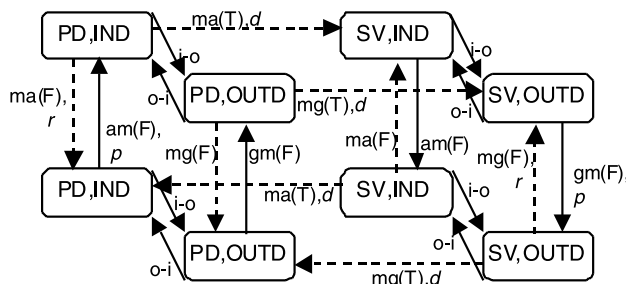 PD,IND
ma(T),d
SV,IND
i-o
i-o
o-i
PD,OUTD
mg(T),d
o-i
SV,OUTD
ma(F),
r
am(F),
p
mg(F)
gm(F)
ma(F)
am(F)
mg(F),
r
gm(F),
p
PD,IND
ma(T),d
SV,IND
i-o
i-o
o-i
PD,OUTD
mg(T),d
o-i
SV,OUTD